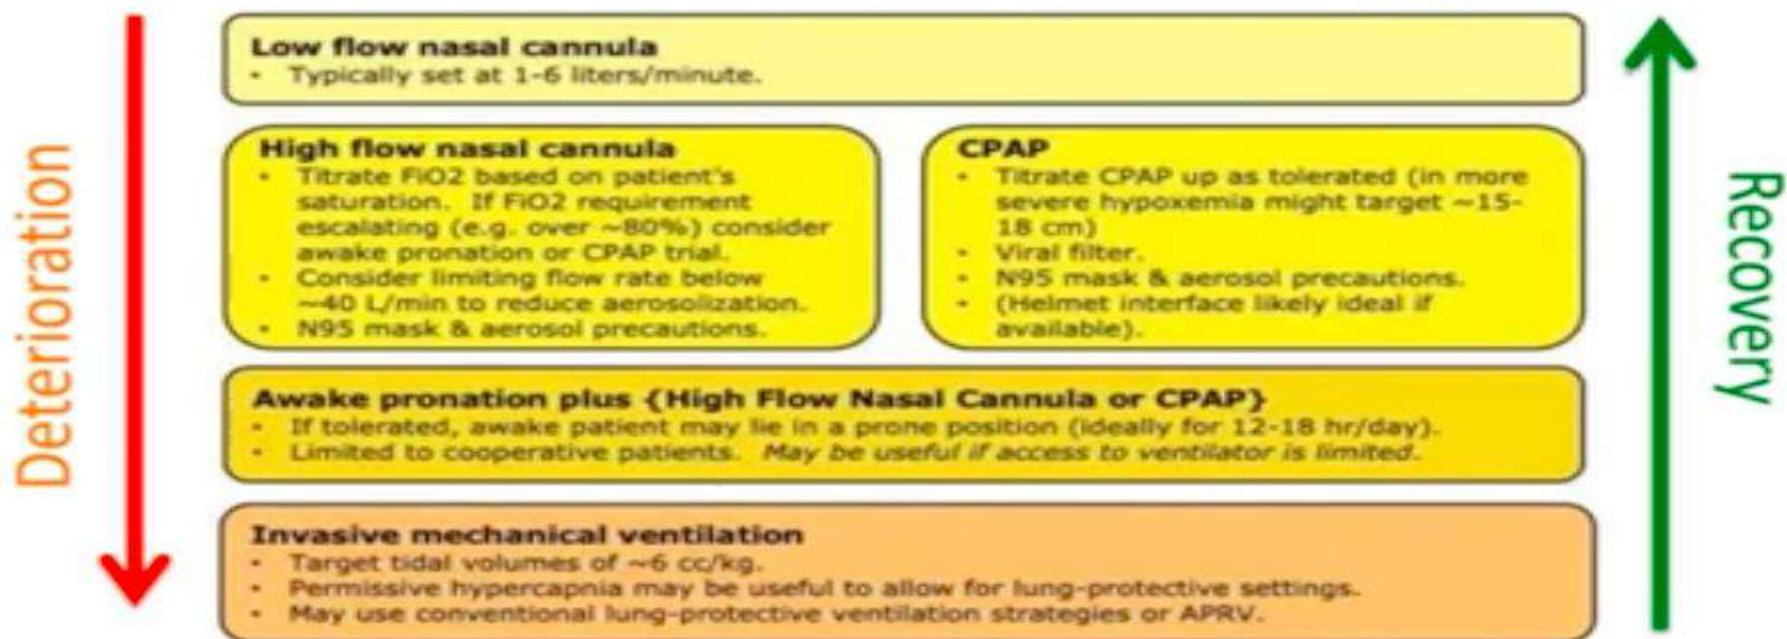 Deterioration
Low flow nasal cannula
- Typically set at 1-6 liters/minute.
High flow nasal cannula
- Titrate FiO2 based on patient's
saturation. If FiO2 requirement
escalating (e.g. over ~80%) consider
awake pronation or CPAP trial.
- Consider limiting flow rate below
~40 L/min to reduce aerosolization.
- N95 mask & aerosol precautions.
CPAP
- Titrate CPAP up as tolerated (in more
severe hypoxemia might target ~15-
18 cm)
- Viral filter.
- N95 mask & aerosol precautions.
- (Helmet interface likely ideal if
available).
Awake pronation plus {High Flow Nasal Cannula or CPAP}
- If tolerated, awake patient may lie in a prone position (ideally for 12-18 hr/day).
- Limited to cooperative patients. May be useful if access to ventilator is limited.
Invasive mechanical ventilation
- Target tidal volumes of ~6 cc/kg.
- Permissive hypercapnia may be useful to allow for lung-protective settings.
- May use conventional lung-protective ventilation strategies or APRV.
Recovery